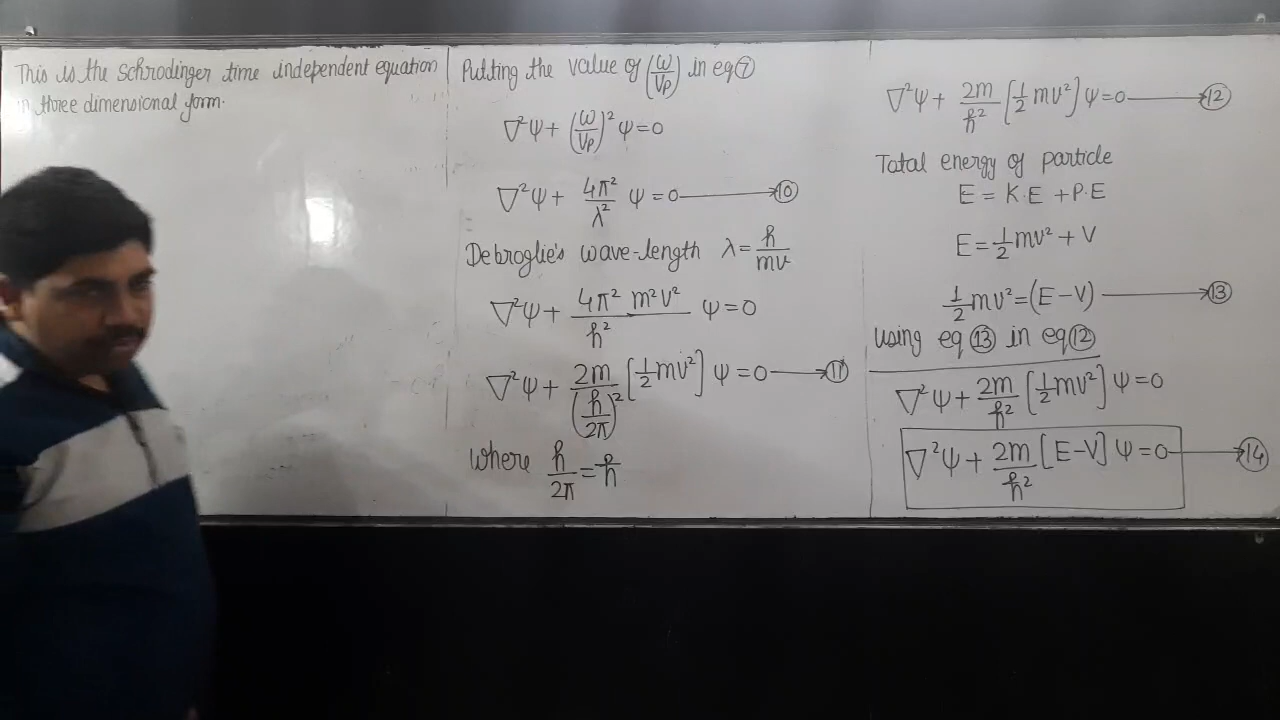 This is the Schrodinger time independent equation
in three dimensional form.
Putting the value of (ω/Vp) in eq⑦
∇²ψ + (ω/Vp)² ψ = 0
∇²ψ + 4π²/λ² ψ = 0 ⟶ ⑩
Debroglie's wave-length λ = h/mv
∇²ψ + 4π² m²v²/h² ψ = 0
∇²ψ + 2m/(h/2π)² [½mv²] ψ = 0 ⟶ ⑪
where h/2π = ħ
∇²ψ + 2m/ħ² [½mv²] ψ = 0 ⟶ ⑫
Total energy of particle
E = K.E + P.E
E = ½mv² + V
½mv² = (E−V) ⟶ ⑬
using eq ⑬ in eq⑫
∇²ψ + 2m/ħ² [½mv²] ψ = 0
∇²ψ + 2m/ħ² [E−V] ψ = 0 ⟶ ⑭